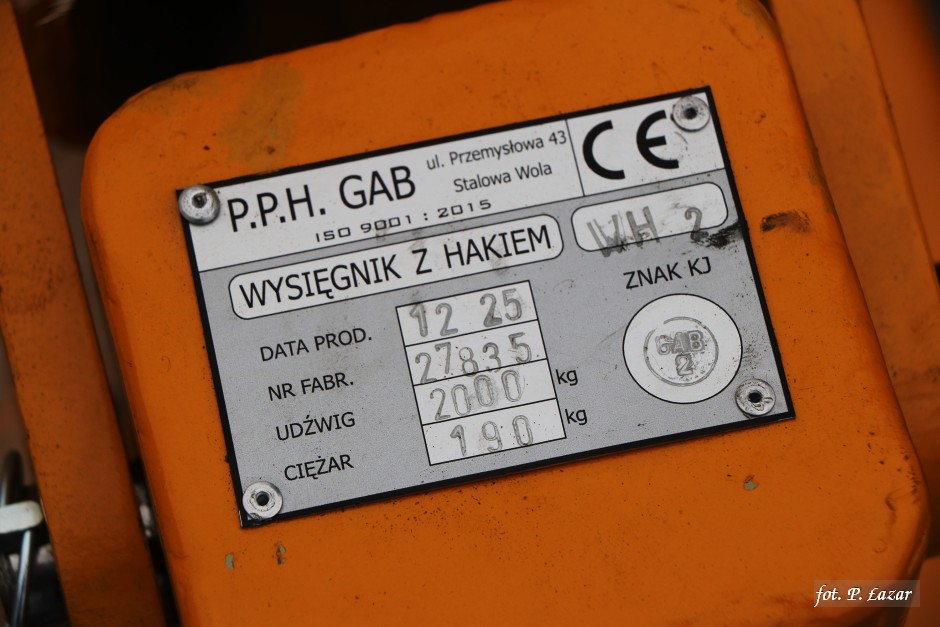 P.P.H. GAB
ul. Przemysłowa 43
Stalowa Wola
ISO 9001 : 2015
CE
WYSIĘGNIK Z HAKIEM
WH 2
DATA PROD. 12 25
NR FABR. 27835
UDŹWIG 2000 kg
CIĘŻAR 190 kg
ZNAK KJ
GAB
2
fot. P. Łazar